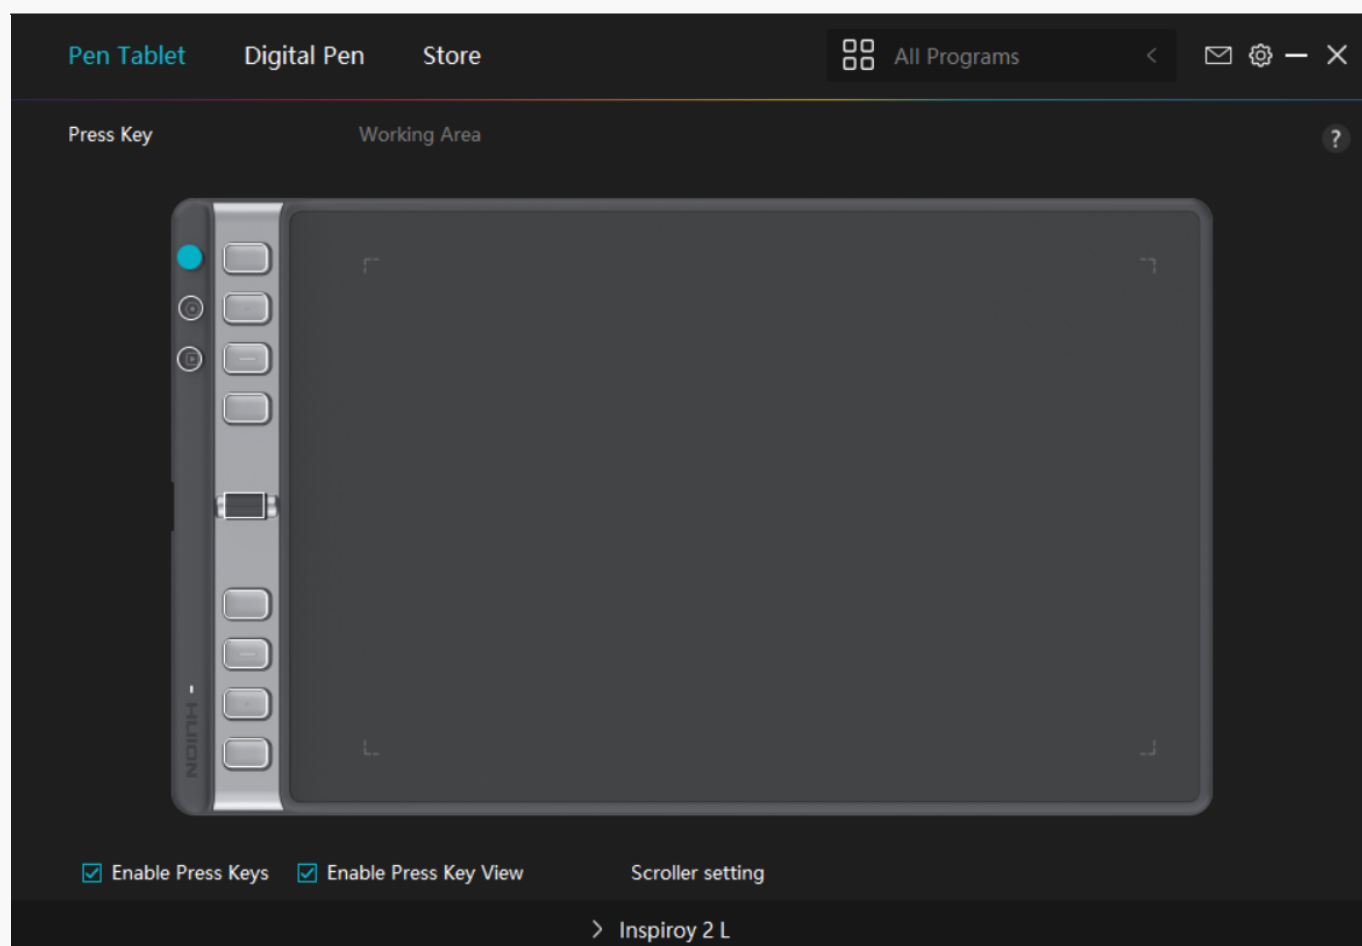 Pen Tablet Digital Pen Store All Programs
Press Key Working Area ?
HUION
Enable Press Keys Enable Press Key View Scroller setting
Inspiroy 2 L